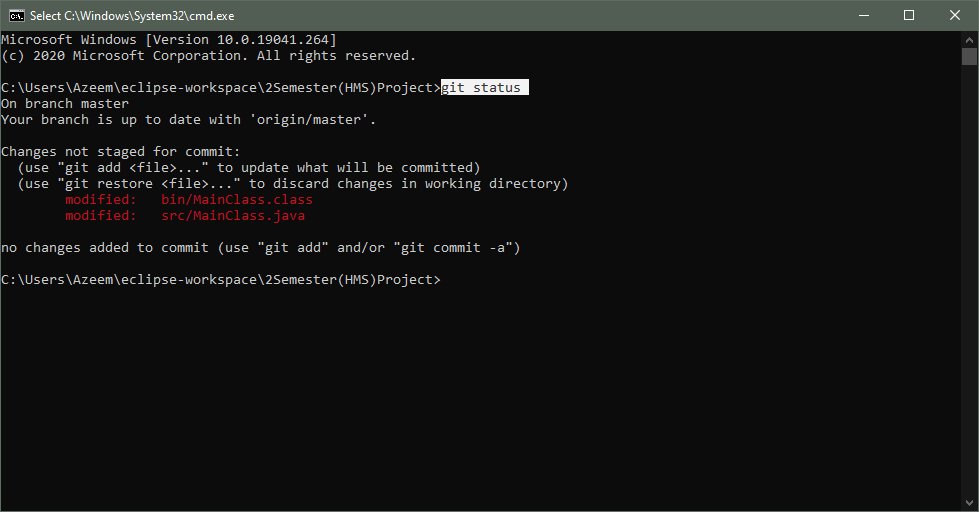 Select C:\Windows\System32\cmd.exe
Microsoft Windows [Version 10.0.19041.264]
(c) 2020 Microsoft Corporation. All rights reserved.
C:\Users\Azeem\eclipse-workspace\2Semester(HMS)Project>git status
On branch master
Your branch is up to date with 'origin/master'.
Changes not staged for commit:
  (use "git add <file>..." to update what will be committed)
  (use "git restore <file>..." to discard changes in working directory)
        modified:   bin/MainClass.class
        modified:   src/MainClass.java
no changes added to commit (use "git add" and/or "git commit -a")
C:\Users\Azeem\eclipse-workspace\2Semester(HMS)Project>